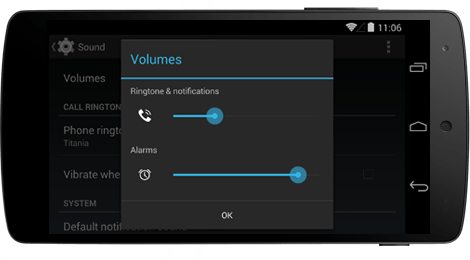 11:06
Sound
Volumes
Volumes
Ringtone & notifications
CALL RINGTON
Phone ringto
Titania
Alarms
Vibrate whe
SYSTEM
OK
Default notif